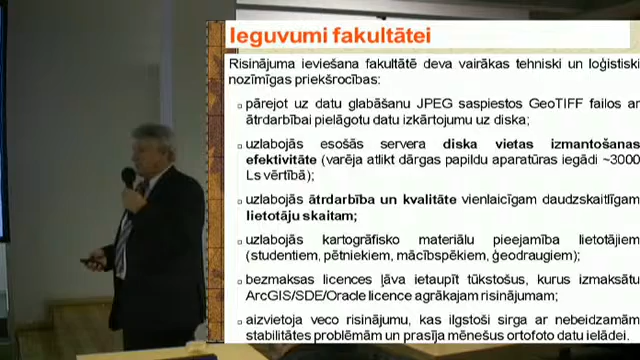 Ieguvumi fakultātei
Risinājuma ieviešana fakultātē deva vairākas tehniski un loģistiski
nozīmīgas priekšrocības:
pārejot uz datu glabāšanu JPEG saspiestos GeoTIFF failos ar
ātrdarbībai pielāgotu datu izkārtojumu uz diska;
uzlabojās esošās servera diska vietas izmantošanas
efektivitāte (varēja atlikt dārgas papildu aparatūras iegādi ~3000
Ls vērtībā);
uzlabojās ātrdarbība un kvalitāte vienlaicīgam daudzskaitlīgam
lietotāju skaitam;
uzlabojās kartogrāfisko materiālu pieejamība lietotājiem
(studentiem, pētniekiem, mācībspēkiem, ģeodraugiem);
bezmaksas licences ļāva ietaupīt tūkstošus, kurus izmaksātu
ArcGIS/SDE/Oracle licence agrākajam risinājumam;
aizvietoja veco risinājumu, kas ilgstoši sirga ar nebeidzamām
stabilitātes problēmām un prasīja mēnešus ortofoto datu ielādei.